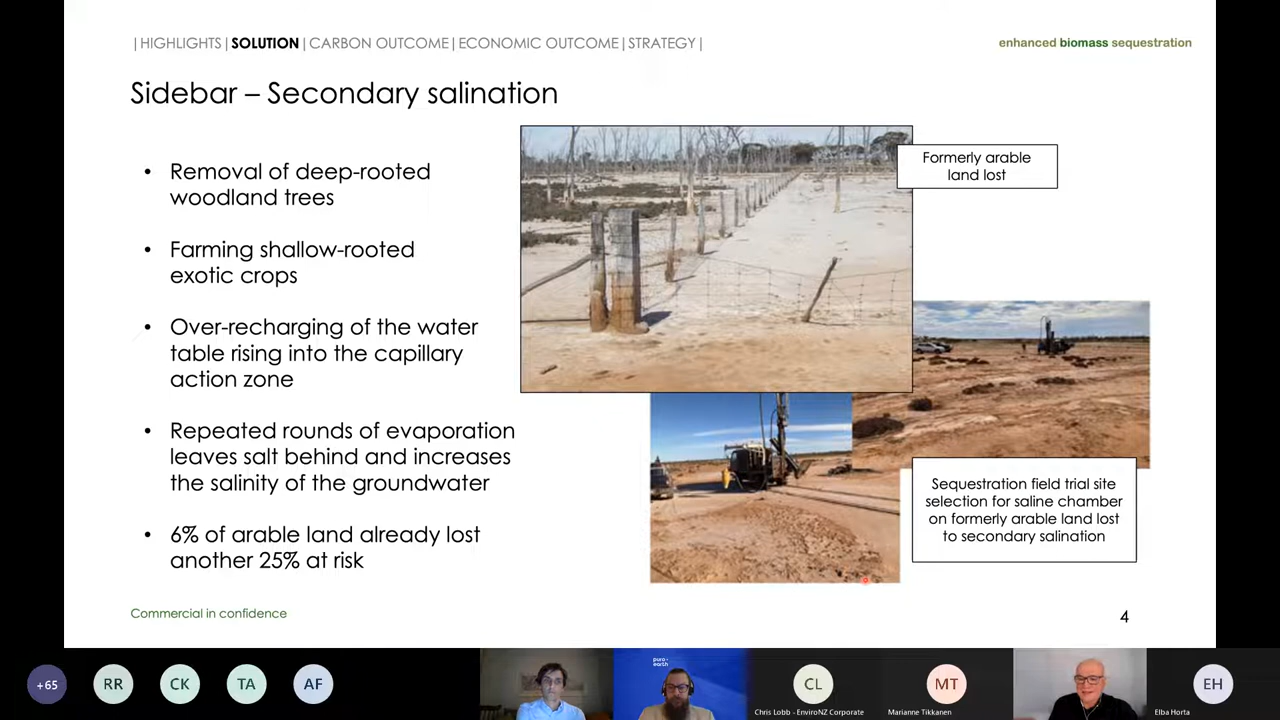 |HIGHLIGHTS|SOLUTION|CARBON OUTCOME|ECONOMIC OUTCOME|STRATEGY|
enhanced biomass sequestration
Sidebar – Secondary salination
• Removal of deep-rooted
woodland trees
• Farming shallow-rooted
exotic crops
• Over-recharging of the water
table rising into the capillary
action zone
• Repeated rounds of evaporation
leaves salt behind and increases
the salinity of the groundwater
• 6% of arable land already lost
another 25% at risk
Formerly arable
land lost
Sequestration field trial site
selection for saline chamber
on formerly arable land lost
to secondary salination
Commercial in confidence
4
+65
RR
CK
TA
AF
puro•
earth
CL
Chris Lobb - EnviroNZ Corporate
MT
Marianne Tikkanen
EH
Elba Horta